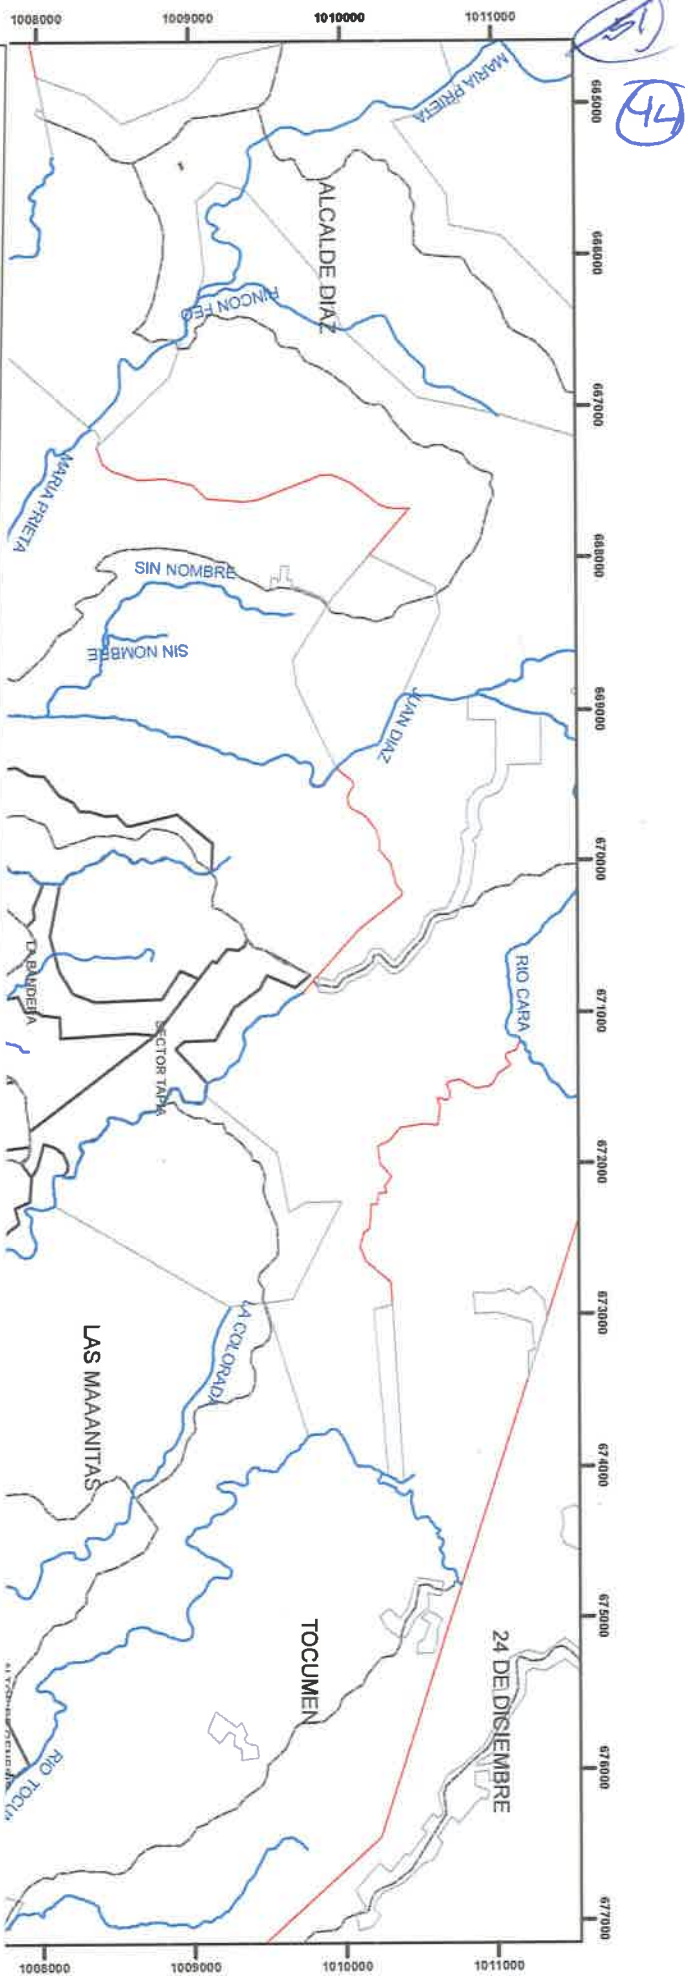 1008000
1009000
1010000
1011000
51
44
665000
666000
667000
668000
669000
670000
671000
672000
673000
674000
675000
676000
677000
MARIA PRIETA
ALCALDE DIAZ
RINCON FEO
MARIA PRIETA
SIN NOMBRE
SIN NOMBRE
JUAN DIAZ
RIO CARA
LA BANDERA
SECTOR TAPIA
LA COLORADA
LAS MAAANITAS
TOCUMEN
24 DE DICIEMBRE
RIO TOCU
1008000
1009000
1010000
1011000